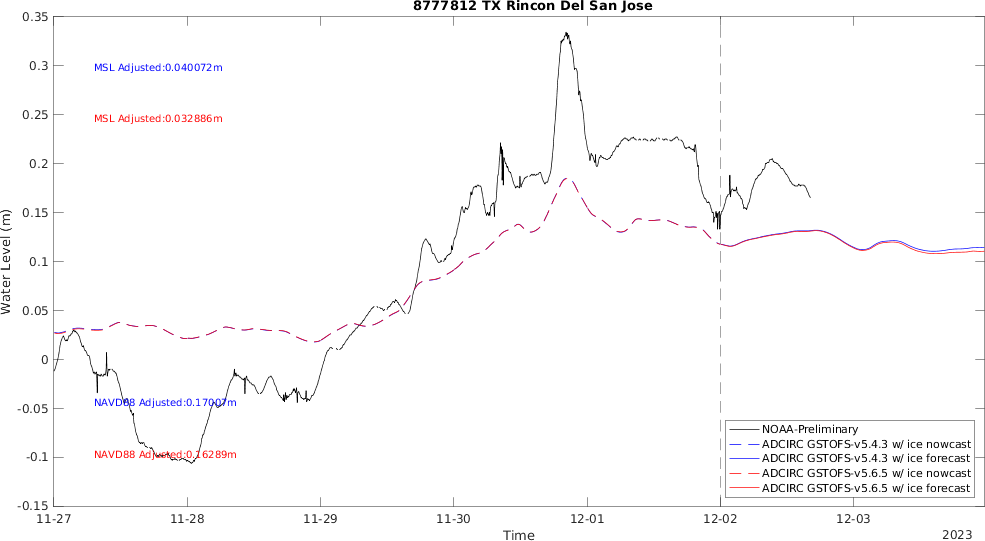 8777812 TX Rincon Del San Jose
0.35
0.3
0.25
0.2
0.15
0.1
0.05
0
-0.05
-0.1
-0.15
Water Level (m)
MSL Adjusted:0.040072m
MSL Adjusted:0.032886m
NAVD88 Adjusted:0.17007m
NAVD88 Adjusted:0.16289m
NOAA-Preliminary
ADCIRC GSTOFS-v5.4.3 w/ ice nowcast
ADCIRC GSTOFS-v5.4.3 w/ ice forecast
ADCIRC GSTOFS-v5.6.5 w/ ice nowcast
ADCIRC GSTOFS-v5.6.5 w/ ice forecast
11-27 11-28 11-29 11-30 12-01 12-02 12-03
Time
2023